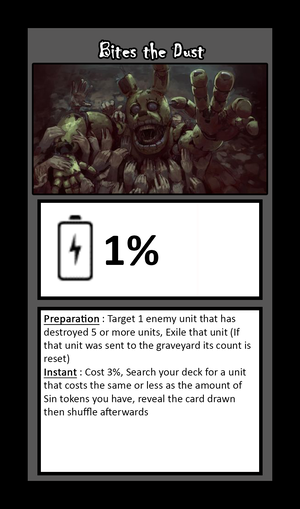 Bites the Dust
1%
Preparation : Target 1 enemy unit that has
destroyed 5 or more units, Exile that unit (If
that unit was sent to the graveyard its count is
reset)
Instant : Cost 3%, Search your deck for a unit
that costs the same or less as the amount of
Sin tokens you have, reveal the card drawn
then shuffle afterwards